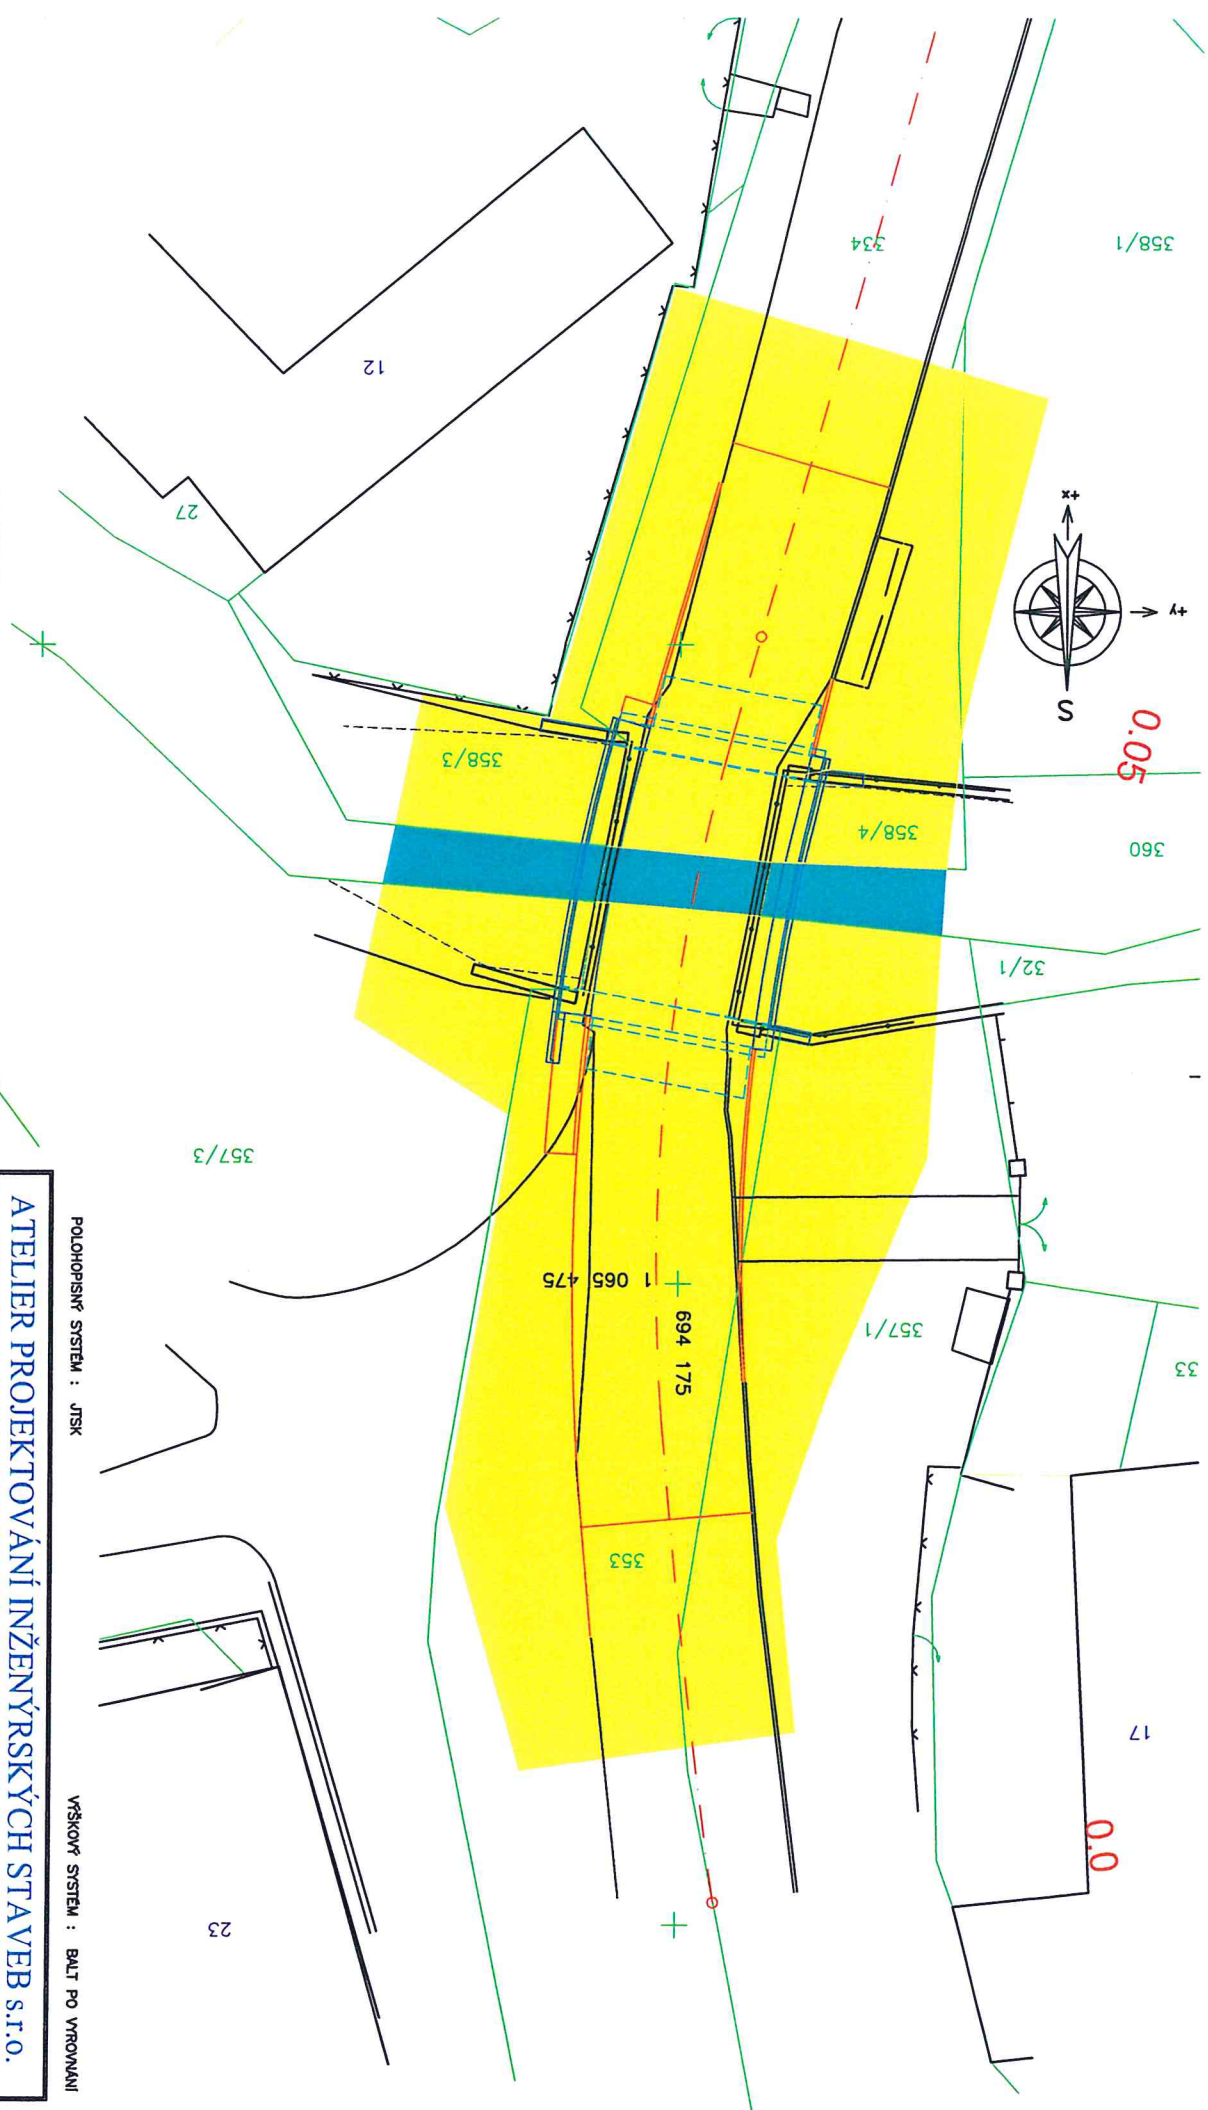 358/1
334
12
27
+x
+y
S
0.05
358/3
358/4
360
32/1
357/3
1 065 475
694 175
357/1
33
353
17
0.0
23
POLOHOPISNÝ SYSTÉM : JTSK
VÝŠKOVÝ SYSTÉM : BALT PO VYROVNÁNÍ
ATELIER PROJEKTOVÁNÍ INŽENÝRSKÝCH STAVEB s.r.o.